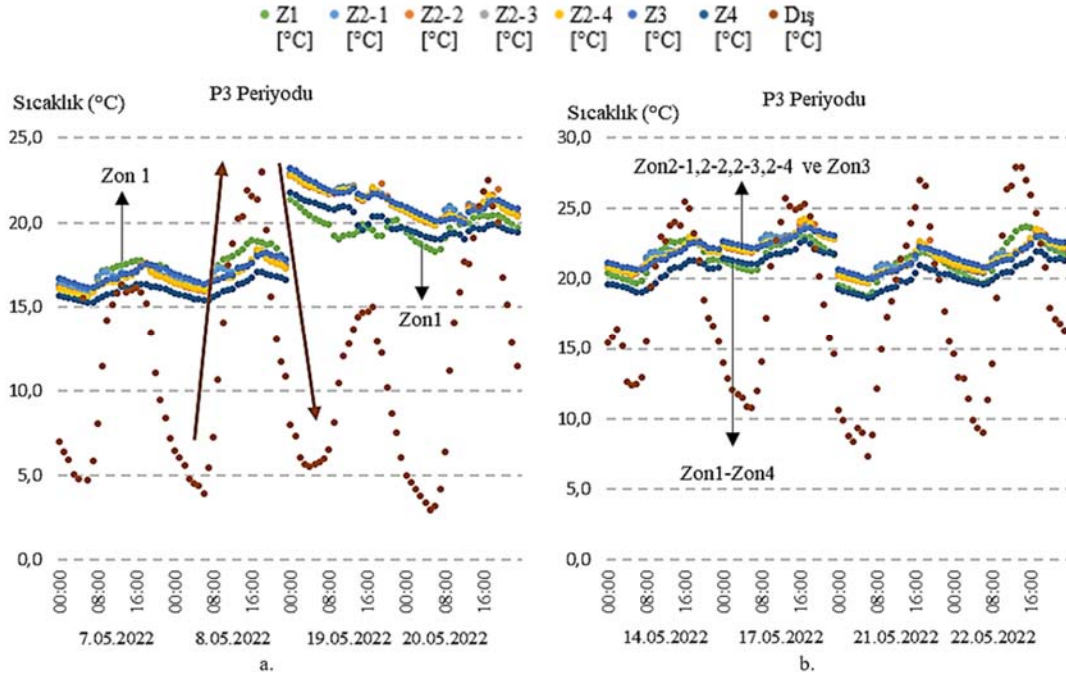 Z1 Z2-1 Z2-2 Z2-3 Z2-4 Z3 Z4 Dış
[°C] [°C] [°C] [°C] [°C] [°C] [°C] [°C]
P3 Periyodu
Sıcaklık (°C)
25,0
20,0
15,0
10,0
5,0
0,0
Zon 1
Zon1
00:00 08:00 16:00 00:00 08:00 16:00 00:00 08:00 16:00 00:00 08:00 16:00
7.05.2022 8.05.2022 19.05.2022 20.05.2022
a.
P3 Periyodu
Sıcaklık (°C)
30,0
25,0
20,0
15,0
10,0
5,0
0,0
Zon2-1,2-2,2-3,2-4 ve Zon3
Zon1-Zon4
00:00 08:00 16:00 00:00 08:00 16:00 00:00 08:00 16:00 00:00 08:00 16:00
14.05.2022 17.05.2022 21.05.2022 22.05.2022
b.